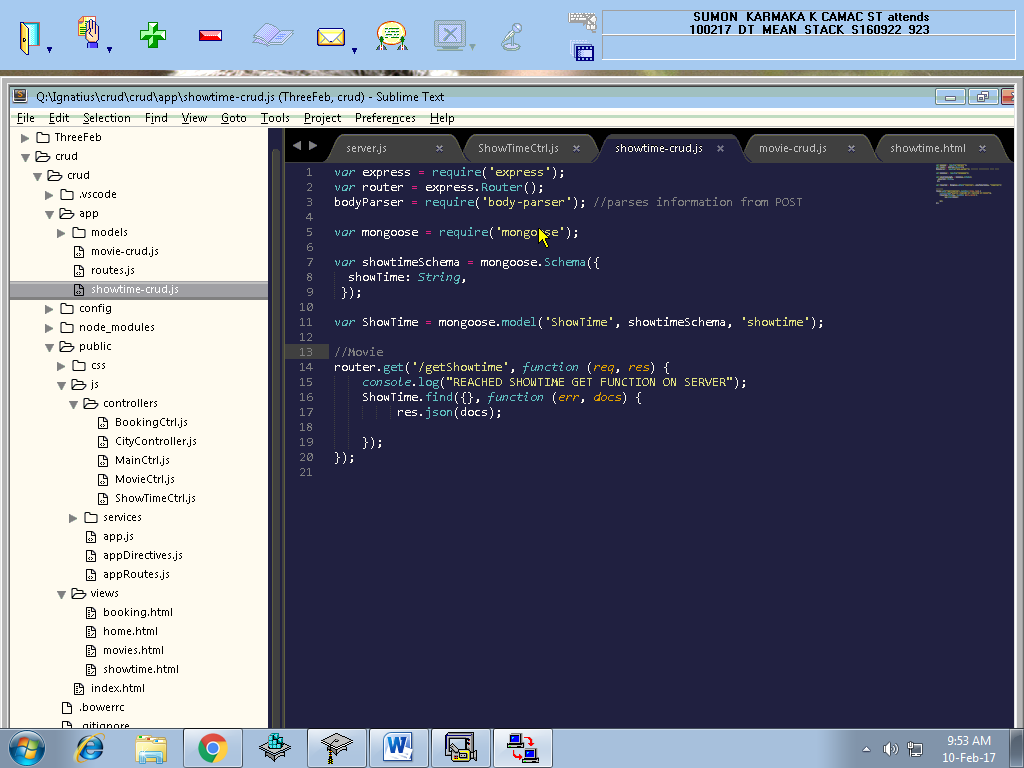 SUMON KARMAKA K CAMAC ST attends
100217 DT MEAN STACK S160922 923
Q:\Ignatius\crud\crud\app\showtime-crud.js (ThreeFeb, crud) - Sublime Text
File Edit Selection Find View Goto Tools Project Preferences Help
ThreeFeb
crud
crud
.vscode
app
models
movie-crud.js
routes.js
showtime-crud.js
config
node_modules
public
css
js
controllers
BookingCtrl.js
CityController.js
MainCtrl.js
MovieCtrl.js
ShowTimeCtrl.js
services
app.js
appDirectives.js
appRoutes.js
views
booking.html
home.html
movies.html
showtime.html
index.html
.bowerrc
.gitignore
server.js × ShowTimeCtrl.js × showtime-crud.js × movie-crud.js × showtime.html ×
1 var express = require('express');
2 var router = express.Router();
3 bodyParser = require('body-parser'); //parses information from POST
4
5 var mongoose = require('mongoose');
6
7 var showtimeSchema = mongoose.Schema({
8 showTime: String,
9 });
10
11 var ShowTime = mongoose.model('ShowTime', showtimeSchema, 'showtime');
12
13 //Movie
14 router.get('/getShowtime', function (req, res) {
15 console.log("REACHED SHOWTIME GET FUNCTION ON SERVER");
16 ShowTime.find({}, function (err, docs) {
17 res.json(docs);
18
19 });
20 });
21
9:53 AM
10-Feb-17